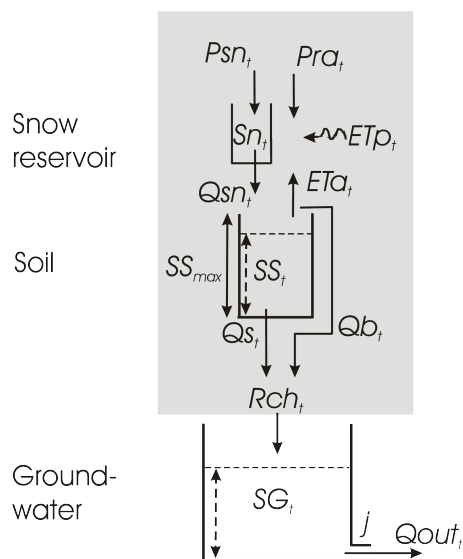 Psn_t
Pra_t
Snow
reservoir
Sn_t
ETp_t
Qsn_t
ETa_t
Soil
SS_max
SS_t
Qs_t
Qb_t
Rch_t
Ground-
water
SG_t
j
Qout_t